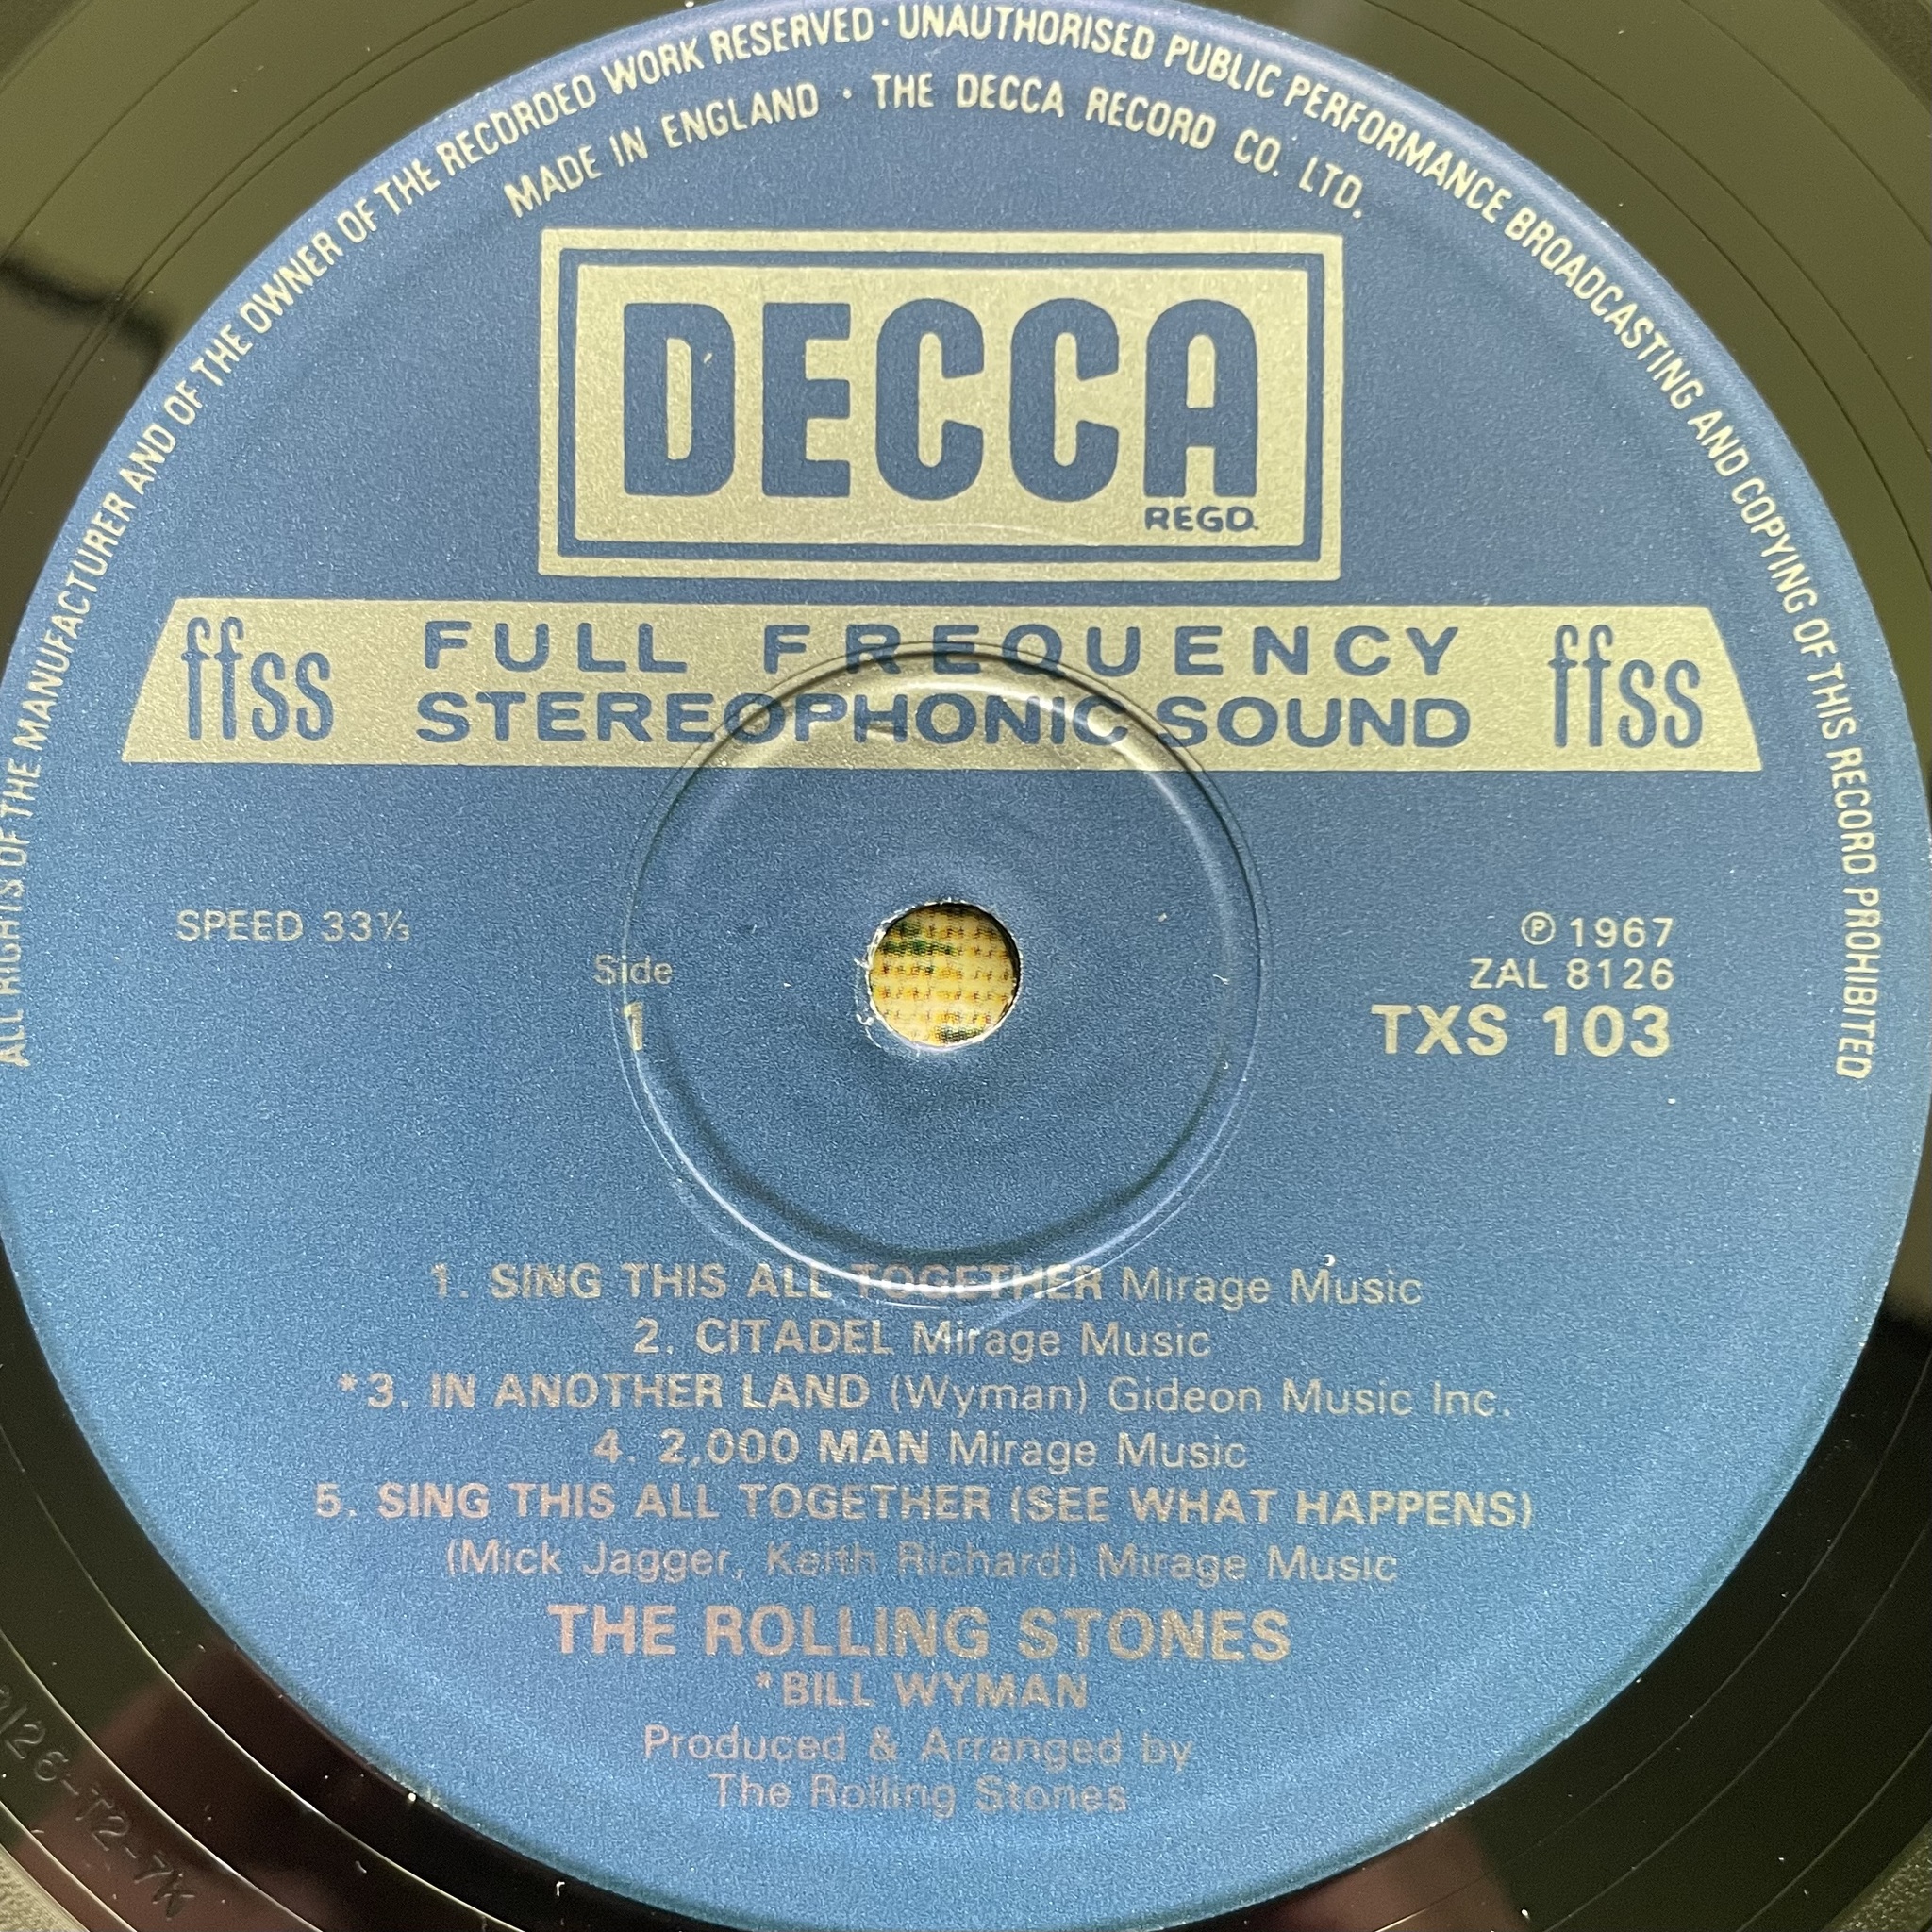 ALL RIGHTS OF THE MANUFACTURER AND OF THE OWNER OF THE RECORDED WORK RESERVED · UNAUTHORISED PUBLIC PERFORMANCE BROADCASTING AND COPYING OF THIS RECORD PROHIBITED
MADE IN ENGLAND · THE DECCA RECORD CO. LTD.
DECCA
REGD.
ffss FULL FREQUENCY ffss
STEREOPHONIC SOUND
SPEED 33⅓
Side
1
℗ 1967
ZAL 8126
TXS 103
1. SING THIS ALL TOGETHER Mirage Music
2. CITADEL Mirage Music
*3. IN ANOTHER LAND (Wyman) Gideon Music Inc.
4. 2,000 MAN Mirage Music
5. SING THIS ALL TOGETHER (SEE WHAT HAPPENS)
(Mick Jagger, Keith Richard) Mirage Music
THE ROLLING STONES
*BILL WYMAN
Produced & Arranged by
The Rolling Stones
8126-T2-7K